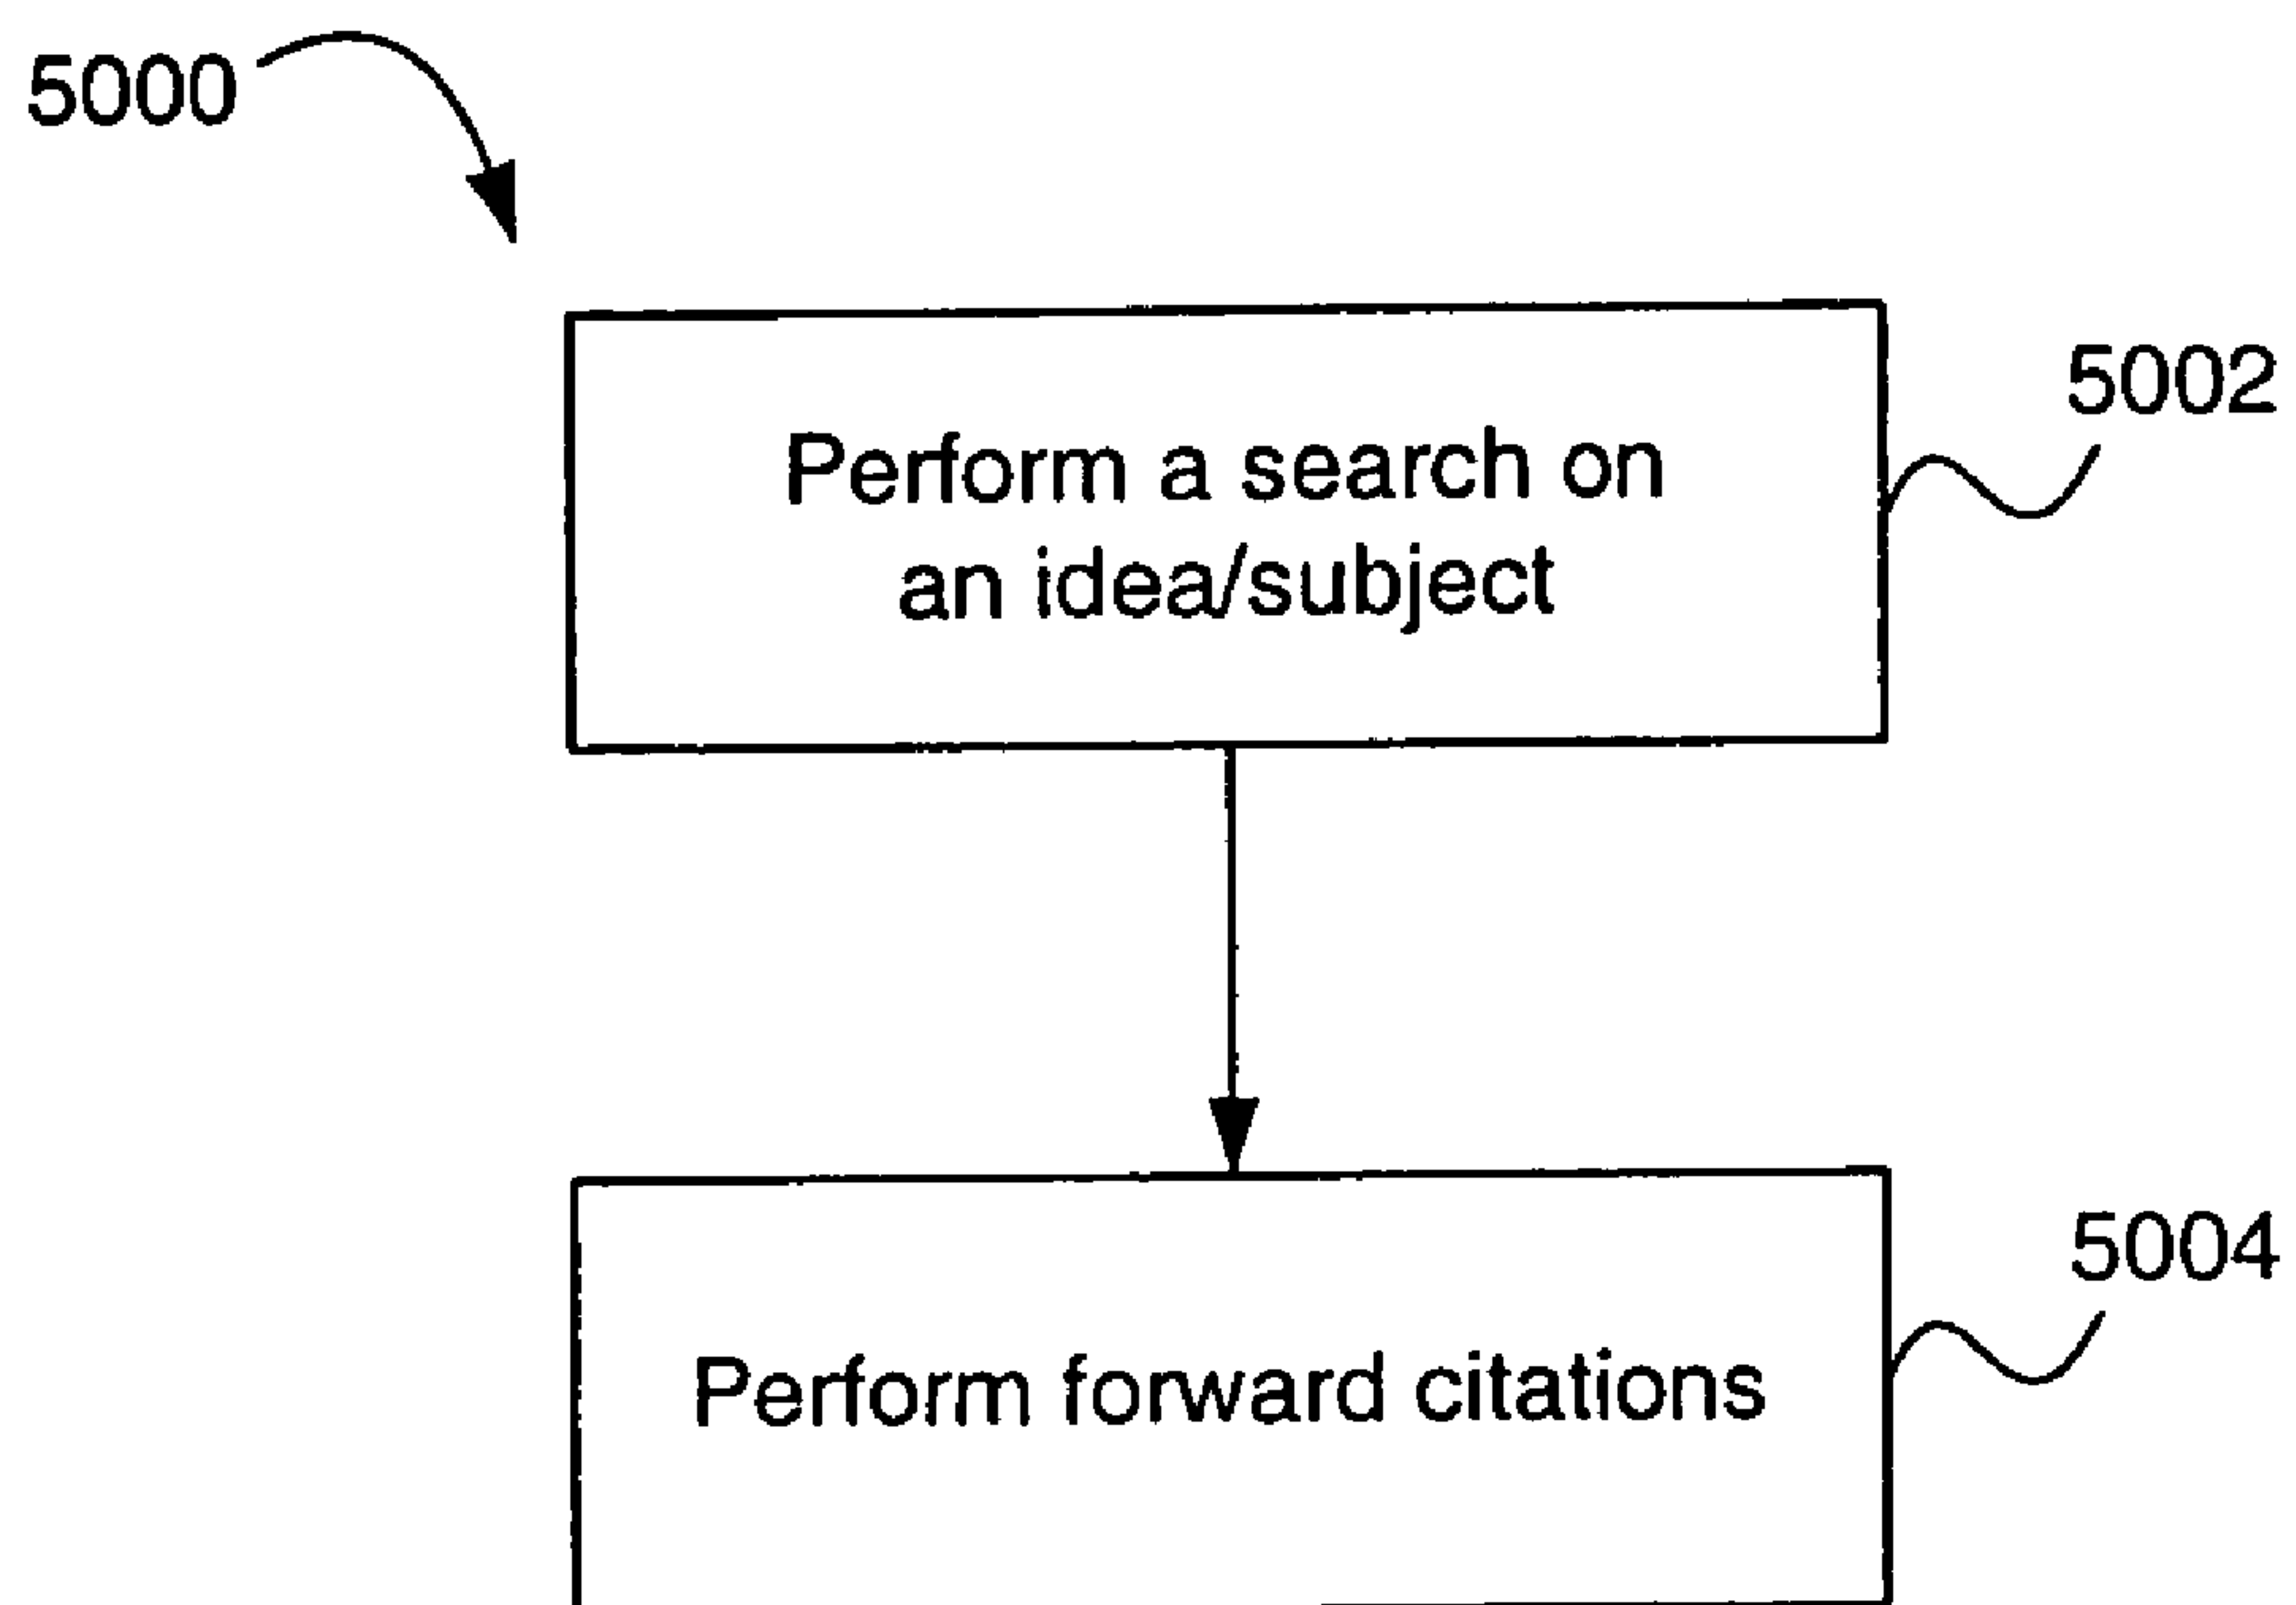 5000
5002
Perform a search on
an idea/subject
5004
Perform forward citations